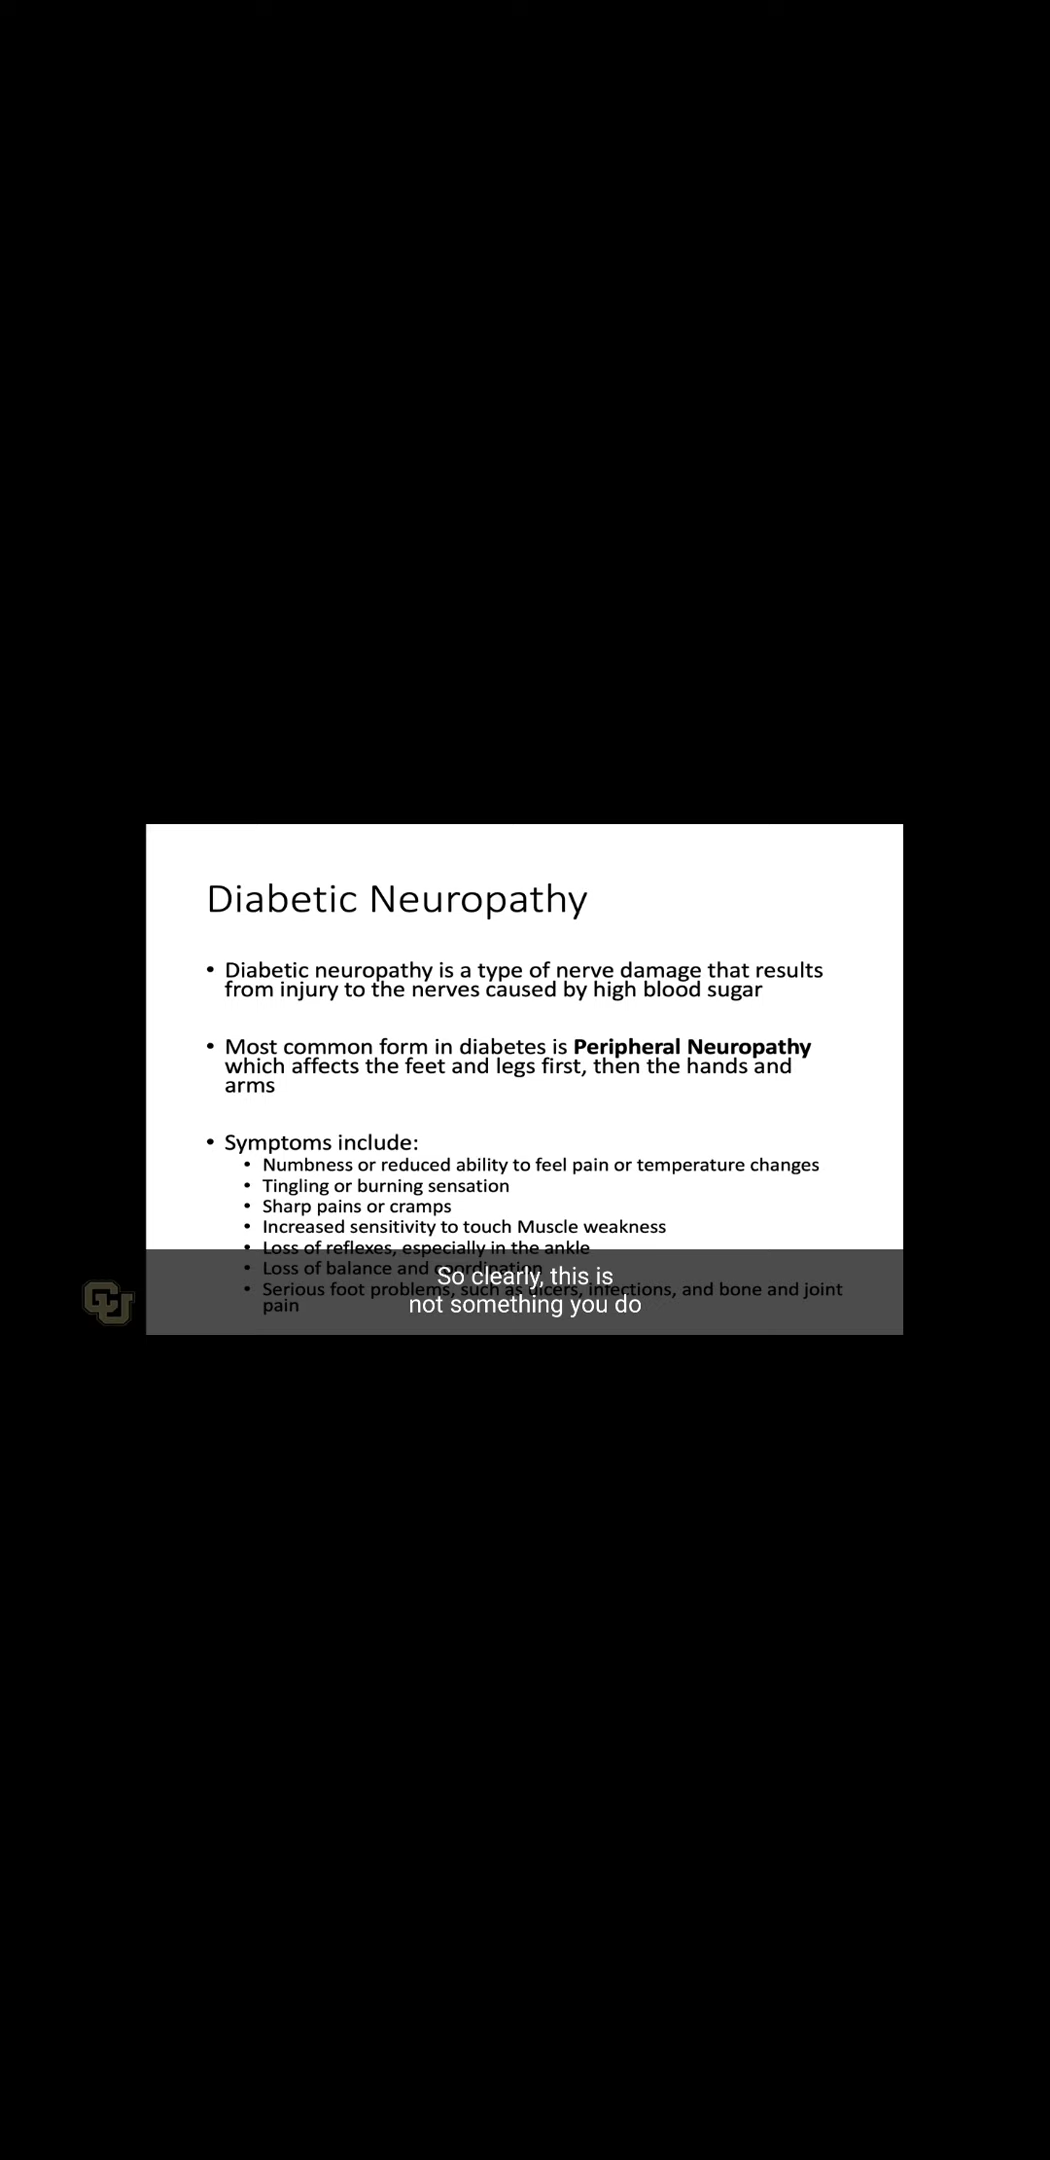 Diabetic Neuropathy
• Diabetic neuropathy is a type of nerve damage that results
from injury to the nerves caused by high blood sugar
• Most common form in diabetes is Peripheral Neuropathy
which affects the feet and legs first, then the hands and
arms
• Symptoms include:
• Numbness or reduced ability to feel pain or temperature changes
• Tingling or burning sensation
• Sharp pains or cramps
• Increased sensitivity to touch Muscle weakness
• Loss of reflexes, especially in the ankle
• Loss of balance and coordination
• Serious foot problems, such as ulcers, infections, and bone and joint
pain
So clearly, this is
not something you do
CU